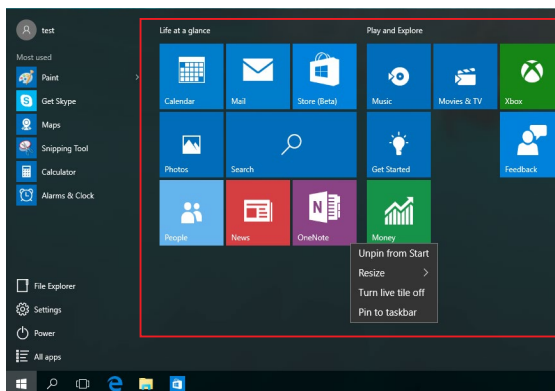 test
Most used
Paint
Get Skype
Maps
Snipping Tool
Calculator
Alarms & Clock
File Explorer
Settings
Power
All apps
Life at a glance
Calendar
Mail
Store (Beta)
Photos
Search
People
News
OneNote
Play and Explore
Music
Movies & TV
Xbox
Get Started
Feedback
Money
Unpin from Start
Resize
Turn live tile off
Pin to taskbar